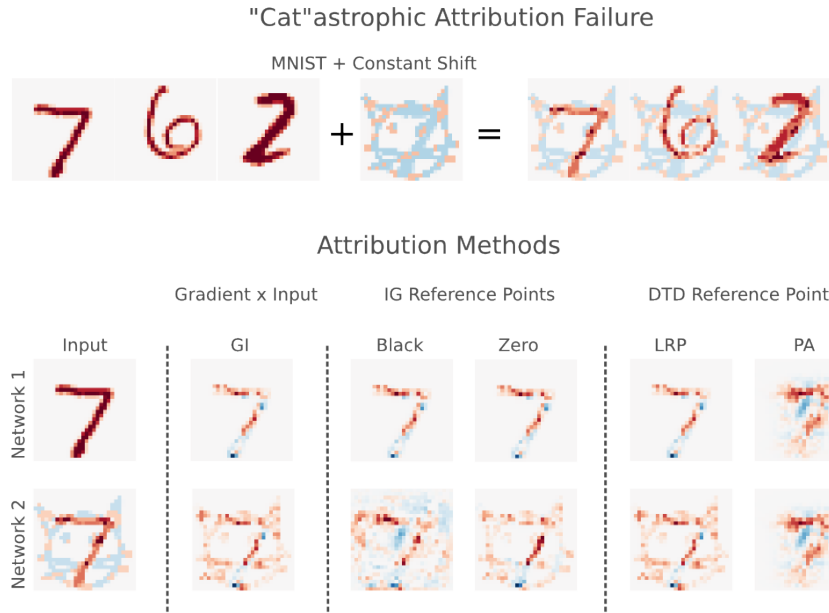 "Cat"astrophic Attribution Failure
MNIST + Constant Shift
+ =
Attribution Methods
Gradient x Input IG Reference Points DTD Reference Point
Input GI Black Zero LRP PA
Network 1
Network 2